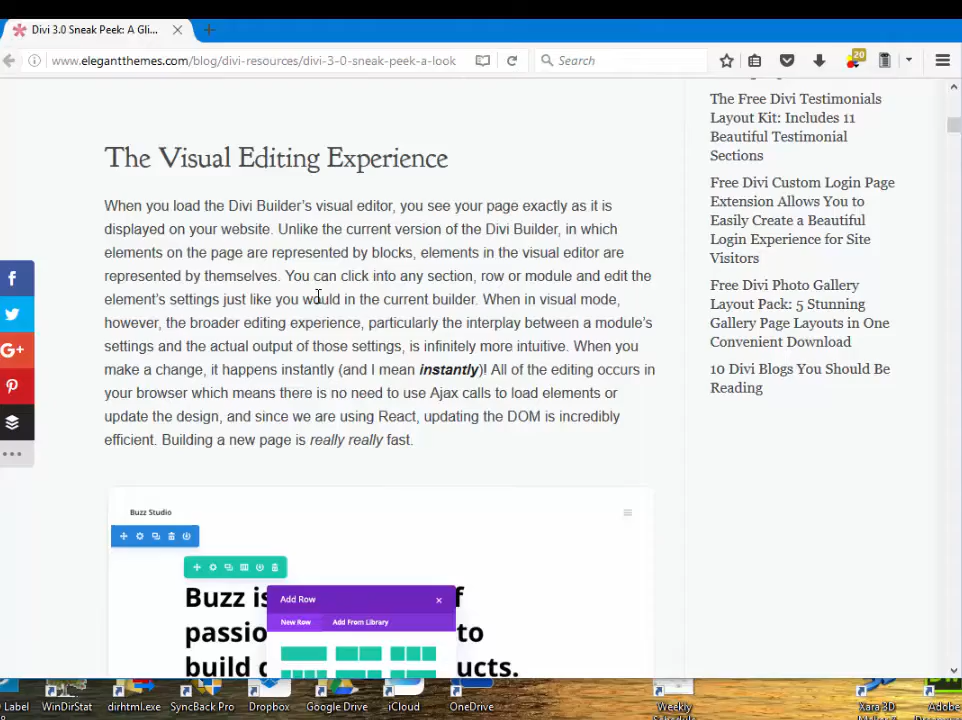 Divi 3.0 Sneak Peek: A Gli...
www.elegantthemes.com/blog/divi-resources/divi-3-0-sneak-peek-a-look
Search
20
The Visual Editing Experience
When you load the Divi Builder's visual editor, you see your page exactly as it is
displayed on your website. Unlike the current version of the Divi Builder, in which
elements on the page are represented by blocks, elements in the visual editor are
represented by themselves. You can click into any section, row or module and edit the
element's settings just like you would in the current builder. When in visual mode,
however, the broader editing experience, particularly the interplay between a module's
settings and the actual output of those settings, is infinitely more intuitive. When you
make a change, it happens instantly (and I mean instantly)! All of the editing occurs in
your browser which means there is no need to use Ajax calls to load elements or
update the design, and since we are using React, updating the DOM is incredibly
efficient. Building a new page is really really fast.
Buzz Studio
Buzz is f
Add Row
New Row Add From Library
passio to
build ucts.
The Free Divi Testimonials
Layout Kit: Includes 11
Beautiful Testimonial
Sections
Free Divi Custom Login Page
Extension Allows You to
Easily Create a Beautiful
Login Experience for Site
Visitors
Free Divi Photo Gallery
Layout Pack: 5 Stunning
Gallery Page Layouts in One
Convenient Download
10 Divi Blogs You Should Be
Reading
Label WinDirStat dirhtml.exe SyncBack Pro Dropbox Google Drive iCloud OneDrive Weekly Xara 3D Adobe